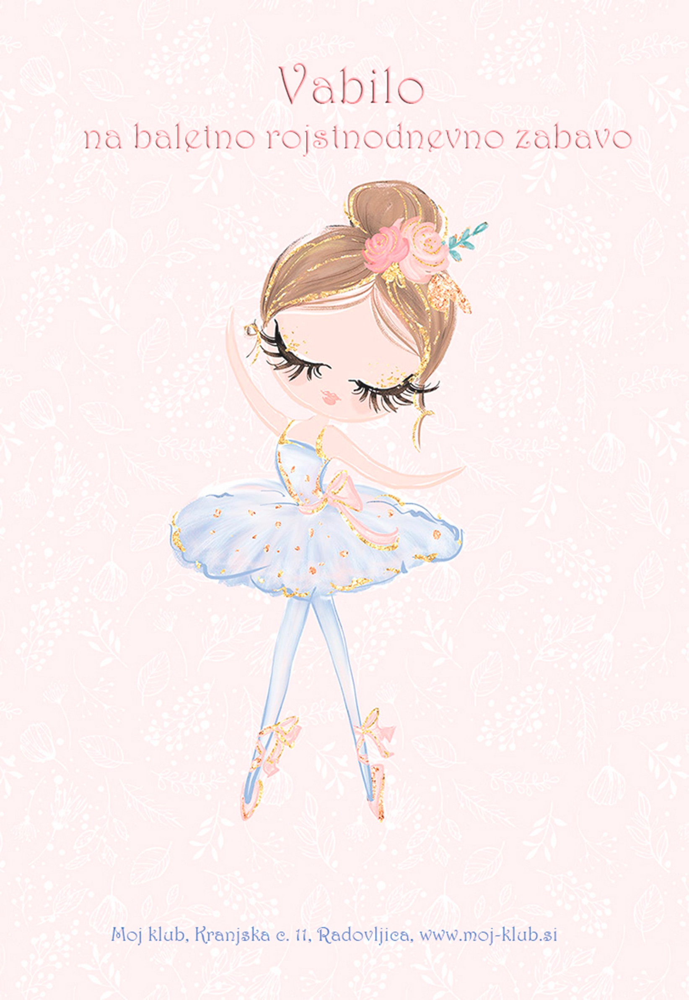 Vabilo
na baletno rojstnodnevno zabavo
Moj klub, Kranjska c. 11, Radovljica, www.moj-klub.si